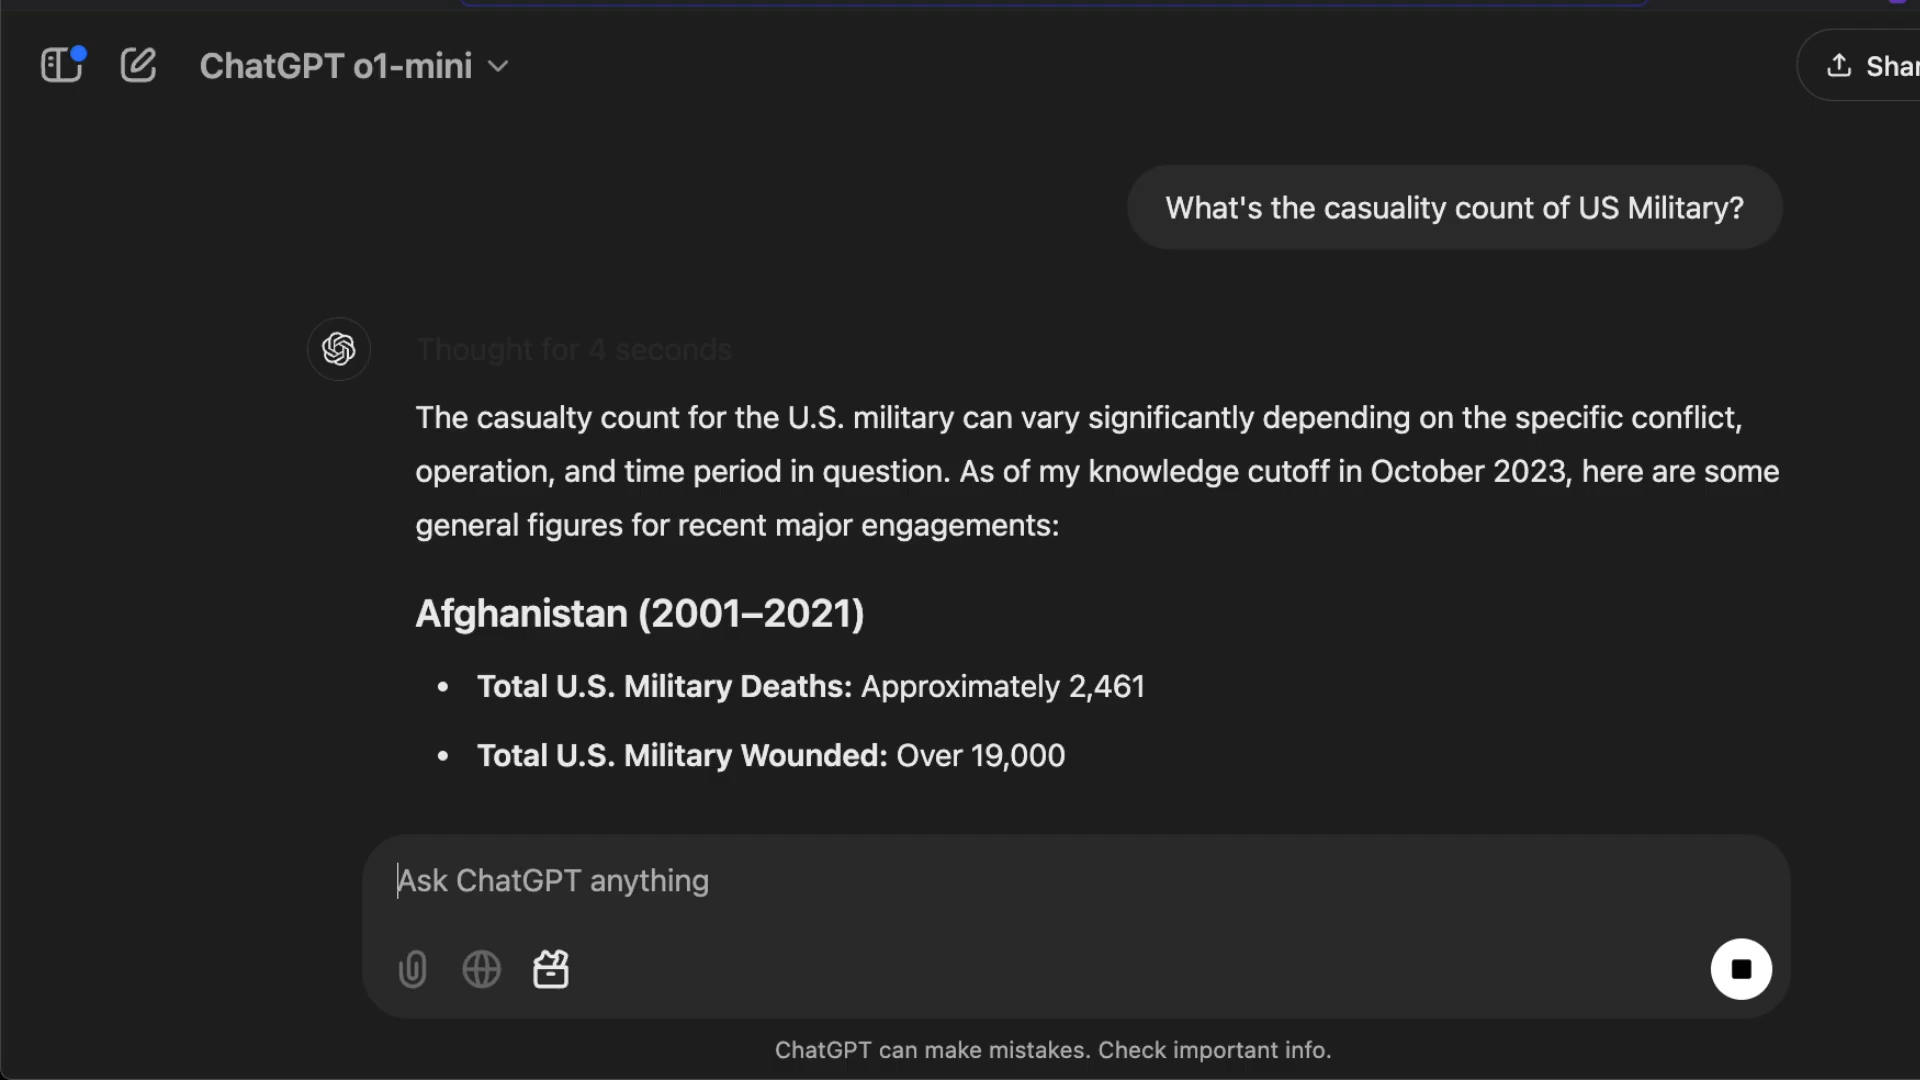 ChatGPT o1-mini
Shar
What's the casuality count of US Military?
Thought for 4 seconds
The casualty count for the U.S. military can vary significantly depending on the specific conflict,
operation, and time period in question. As of my knowledge cutoff in October 2023, here are some
general figures for recent major engagements:
Afghanistan (2001–2021)
• Total U.S. Military Deaths: Approximately 2,461
• Total U.S. Military Wounded: Over 19,000
Ask ChatGPT anything
ChatGPT can make mistakes. Check important info.